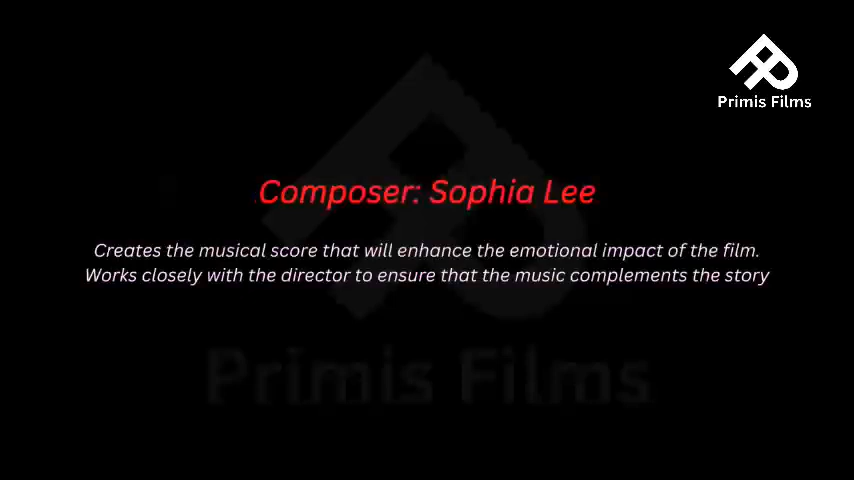 Primis Films
Composer: Sophia Lee
Creates the musical score that will enhance the emotional impact of the film.
Works closely with the director to ensure that the music complements the story
Primis Films